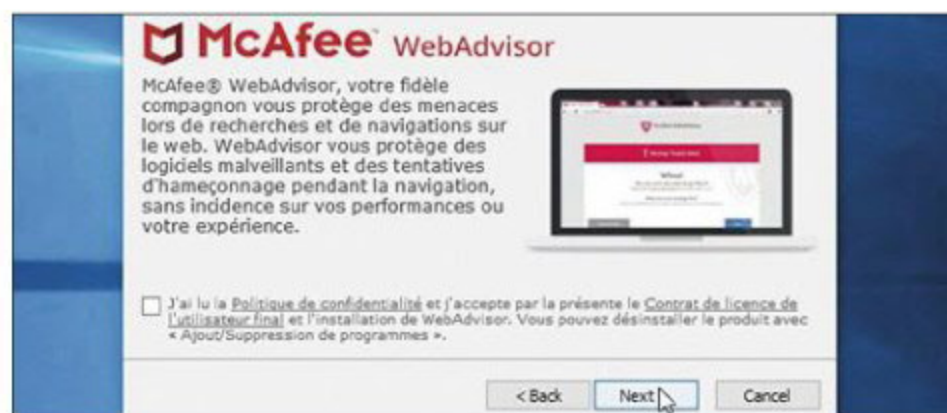 McAfee WebAdvisor
McAfee® WebAdvisor, votre fidèle
compagnon vous protège des menaces
lors de recherches et de navigations sur
le web. WebAdvisor vous protège des
logiciels malveillants et des tentatives
d'hameçonnage pendant la navigation,
sans incidence sur vos performances ou
votre expérience.
J'ai lu la Politique de confidentialité et j'accepte par la présente le Contrat de licence de
l'utilisateur final et l'installation de WebAdvisor. Vous pouvez désinstaller le produit avec
« Ajout/Suppression de programmes ».
< Back Next Cancel